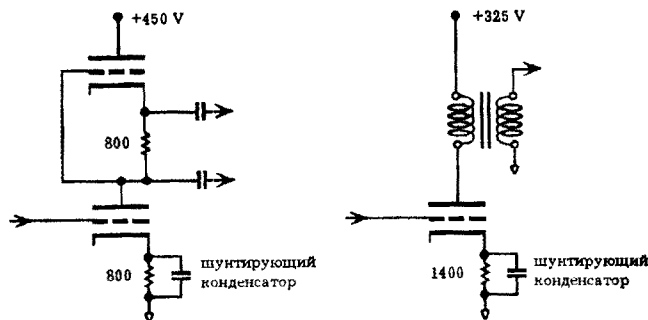 +450 V
800
800
шунтирующий
конденсатор
+325 V
1400
шунтирующий
конденсатор